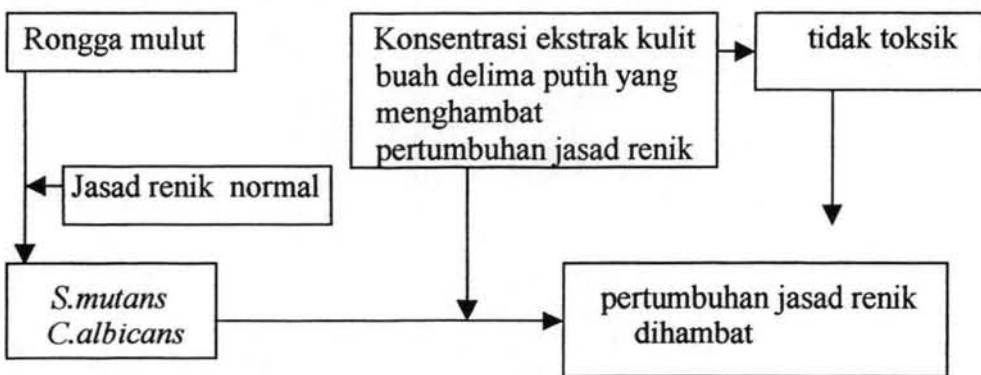 Rongga mulut
Konsentrasi ekstrak kulit
buah delima putih yang
menghambat
pertumbuhan jasad renik
tidak toksik
Jasad renik normal
S.mutans
C.albicans
pertumbuhan jasad renik
dihambat